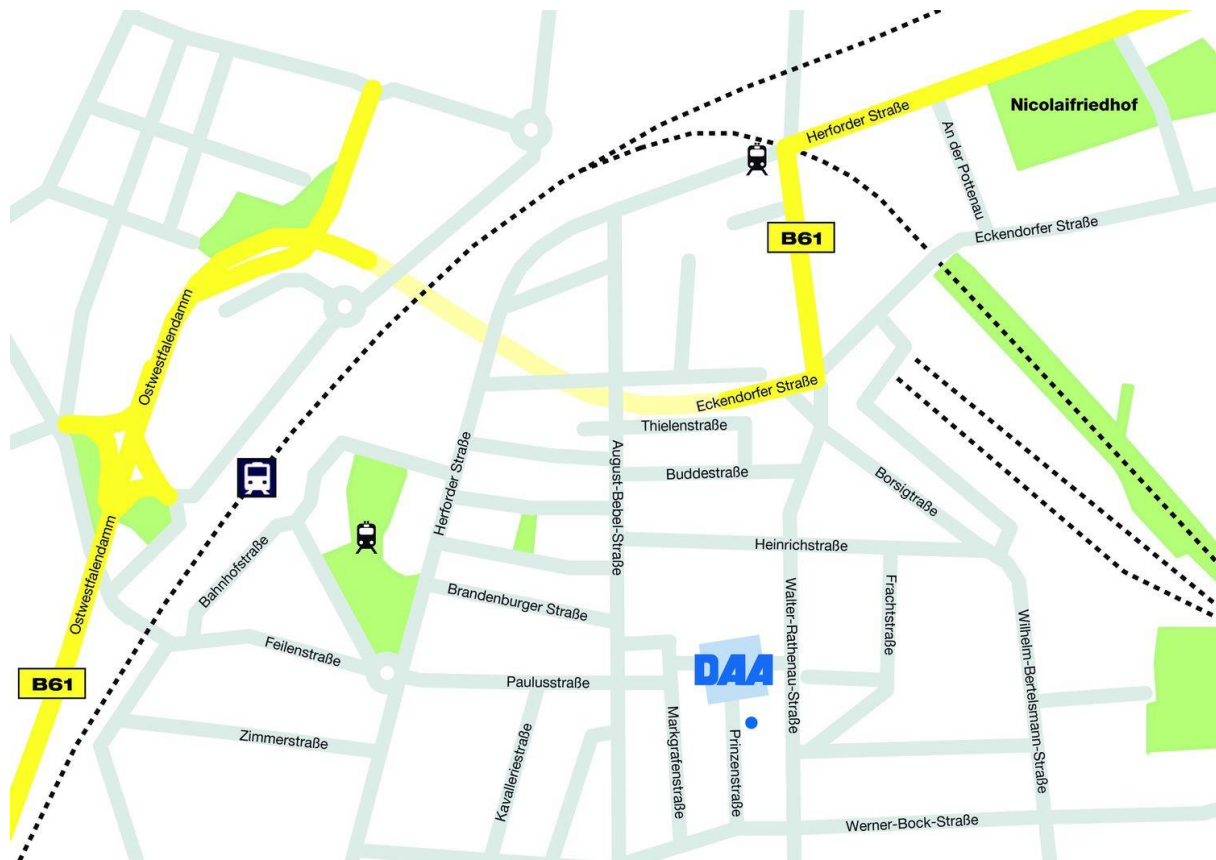 Nicolaifriedhof
Herforder Straße
An der Pottenau
Eckendorfer Straße
B61
Ostwestfalendamm
Eckendorfer Straße
Thielenstraße
Herforder Straße
August-Bebel-Straße
Buddestraße
Borsigtraße
Ostwestfalendamm
Bahnhofstraße
Heinrichstraße
Brandenburger Straße
Walter-Rathenau-Straße
Frachtstraße
Wilhelm-Bertelsmann-Straße
Feilenstraße
DAA
B61
Paulusstraße
Zimmerstraße
Kavalleriestraße
Markgrafenstraße
Prinzenstraße
Werner-Bock-Straße